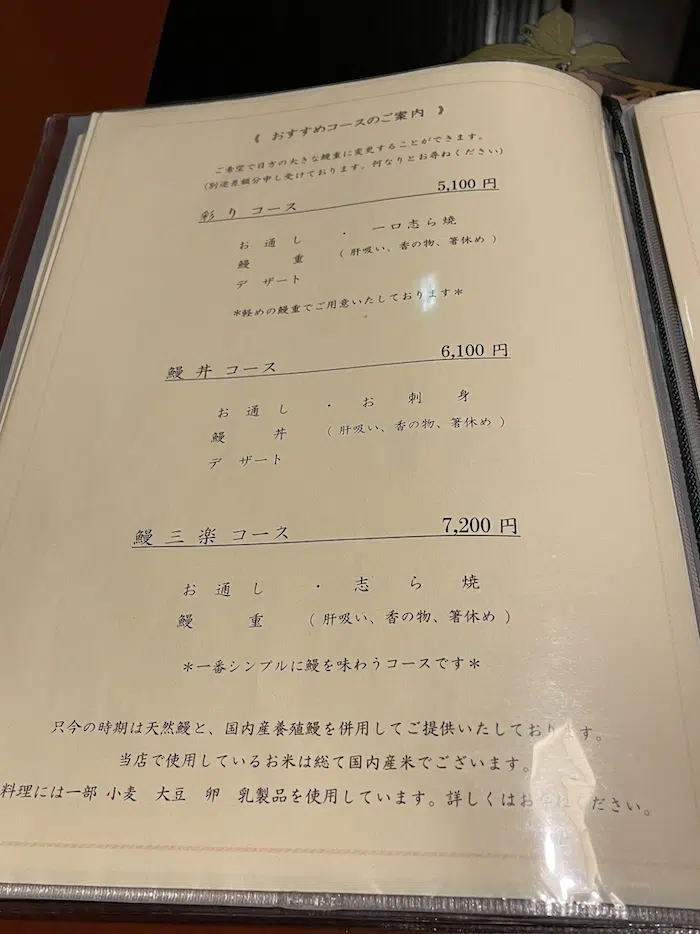 《 おすすめコースのご案内 》
ご希望で目方の大きな鰻重に変更することができます。
(別途差額分申し受けております。何なりとお尋ねください)
彩り コース 5,100 円
お通し ・ 一口志ら焼
鰻重 ( 肝吸い、香の物、箸休め )
デザート
*軽めの鰻重でご用意いたしております*
鰻丼 コース 6,100 円
お通し ・ お刺身
鰻丼 ( 肝吸い、香の物、箸休め )
デザート
鰻三楽 コース 7,200 円
お通し ・ 志ら焼
鰻重 ( 肝吸い、香の物、箸休め )
*一番シンプルに鰻を味わうコースです*
只今の時期は天然鰻と、国内産養殖鰻を併用してご提供いたしております。
当店で使用しているお米は総て国内産米でございます。
料理には一部 小麦 大豆 卵 乳製品を使用しています。詳しくはお尋ねください。